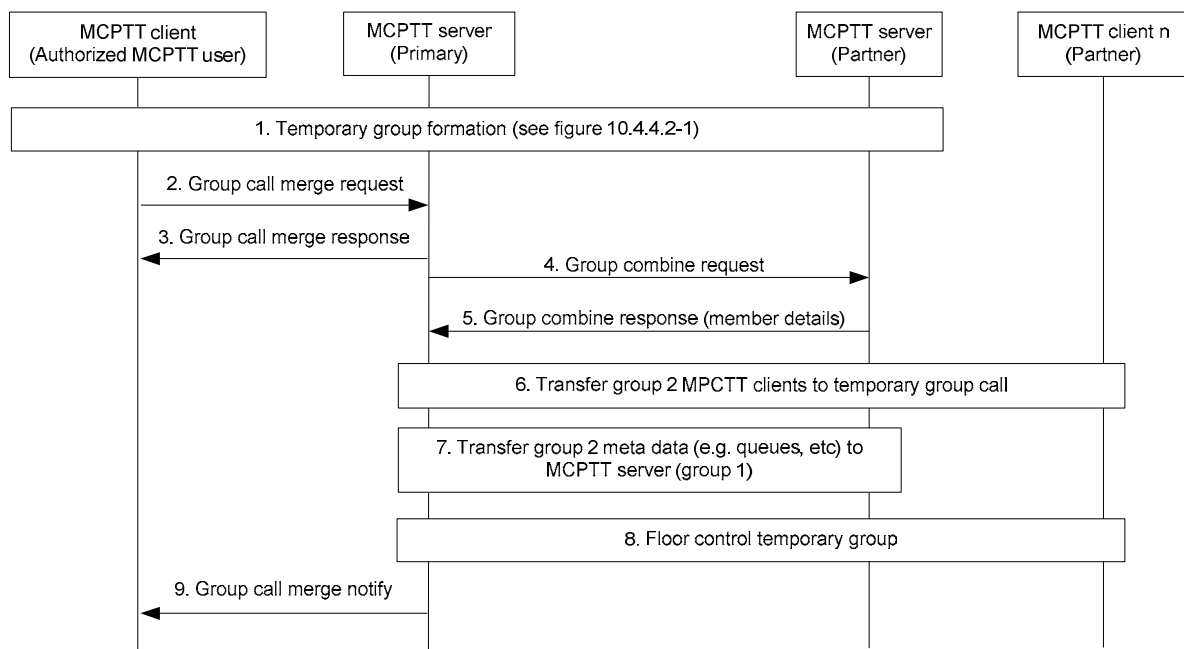 MCPTT client
(Authorized MCPTT user)
MCPTT server
(Primary)
MCPTT server
(Partner)
MCPTT client n
(Partner)
1. Temporary group formation (see figure 10.4.4.2-1)
2. Group call merge request
3. Group call merge response
4. Group combine request
5. Group combine response (member details)
6. Transfer group 2 MPCTT clients to temporary group call
7. Transfer group 2 meta data (e.g. queues, etc) to
MCPTT server (group 1)
8. Floor control temporary group
9. Group call merge notify